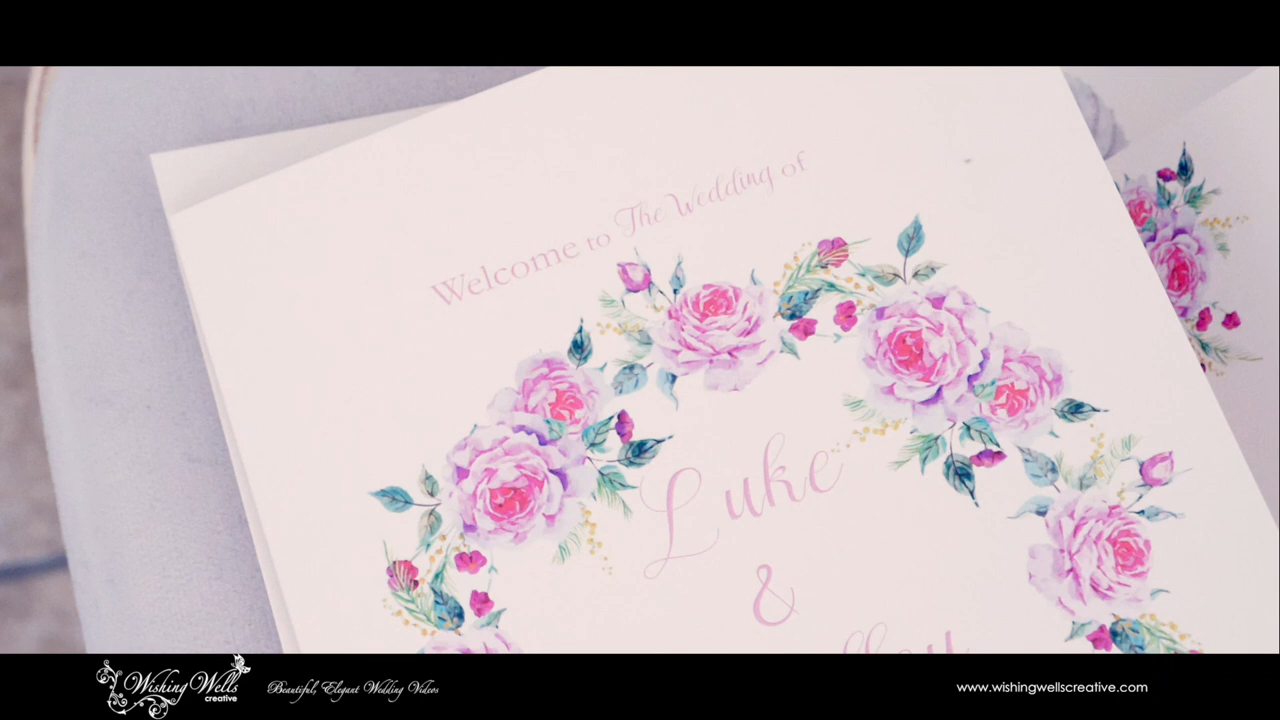 Welcome to The Wedding of
Luke
&
Wishing Wells
creative
Beautiful, Elegant Wedding Videos
www.wishingwellscreative.com